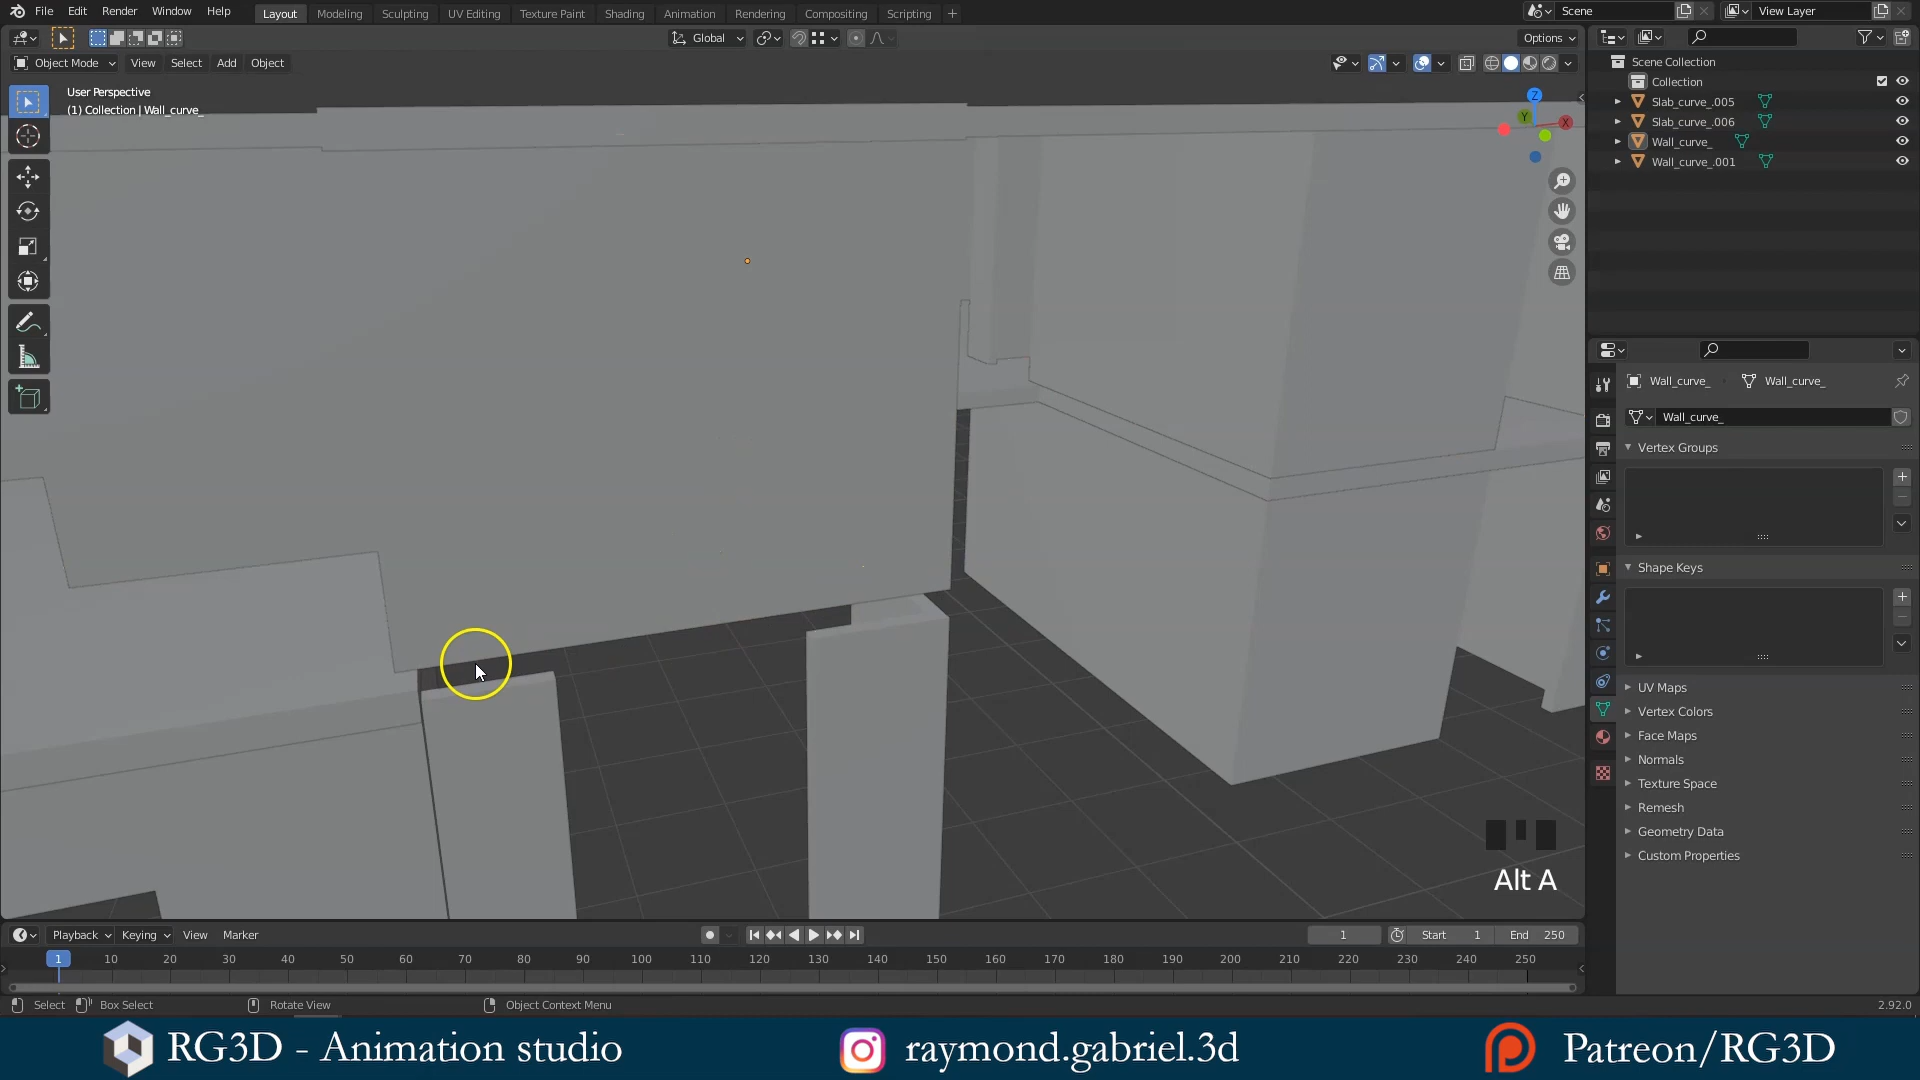 File Edit Render Window Help
Layout Modeling Sculpting UV Editing Texture Paint Shading Animation Rendering Compositing Scripting +
Scene
View Layer
Global
Options
Object Mode View Select Add Object
User Perspective
(1) Collection | Wall_curve_
Z
Y
X
Scene Collection
Collection
Slab_curve_.005
Slab_curve_.006
Wall_curve_
Wall_curve_.001
Wall_curve_ Wall_curve_
Wall_curve_
Vertex Groups
Shape Keys
UV Maps
Vertex Colors
Face Maps
Normals
Texture Space
Remesh
Geometry Data
Custom Properties
Alt A
Playback Keying View Marker
1
Start 1
End 250
1 10 20 30 40 50 60 70 80 90 100 110 120 130 140 150 160 170 180 190 200 210 220 230 240 250
Select Box Select Rotate View Object Context Menu
2.92.0
RG3D - Animation studio
raymond.gabriel.3d
Patreon/RG3D